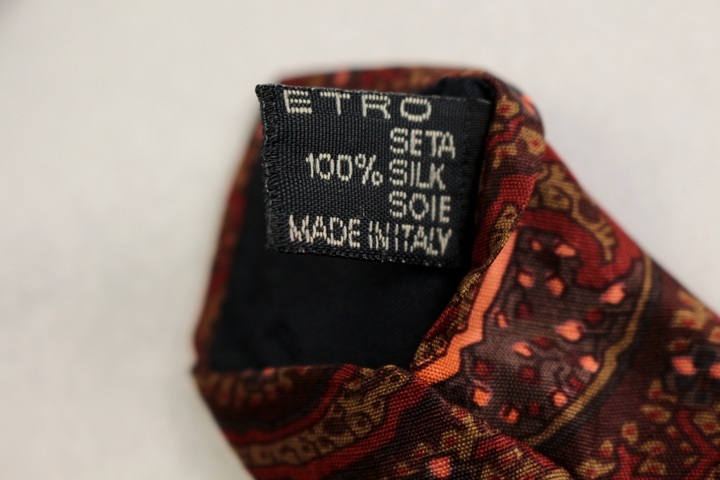 ETRO
SETA
100% SILK
SOIE
MADE IN ITALY